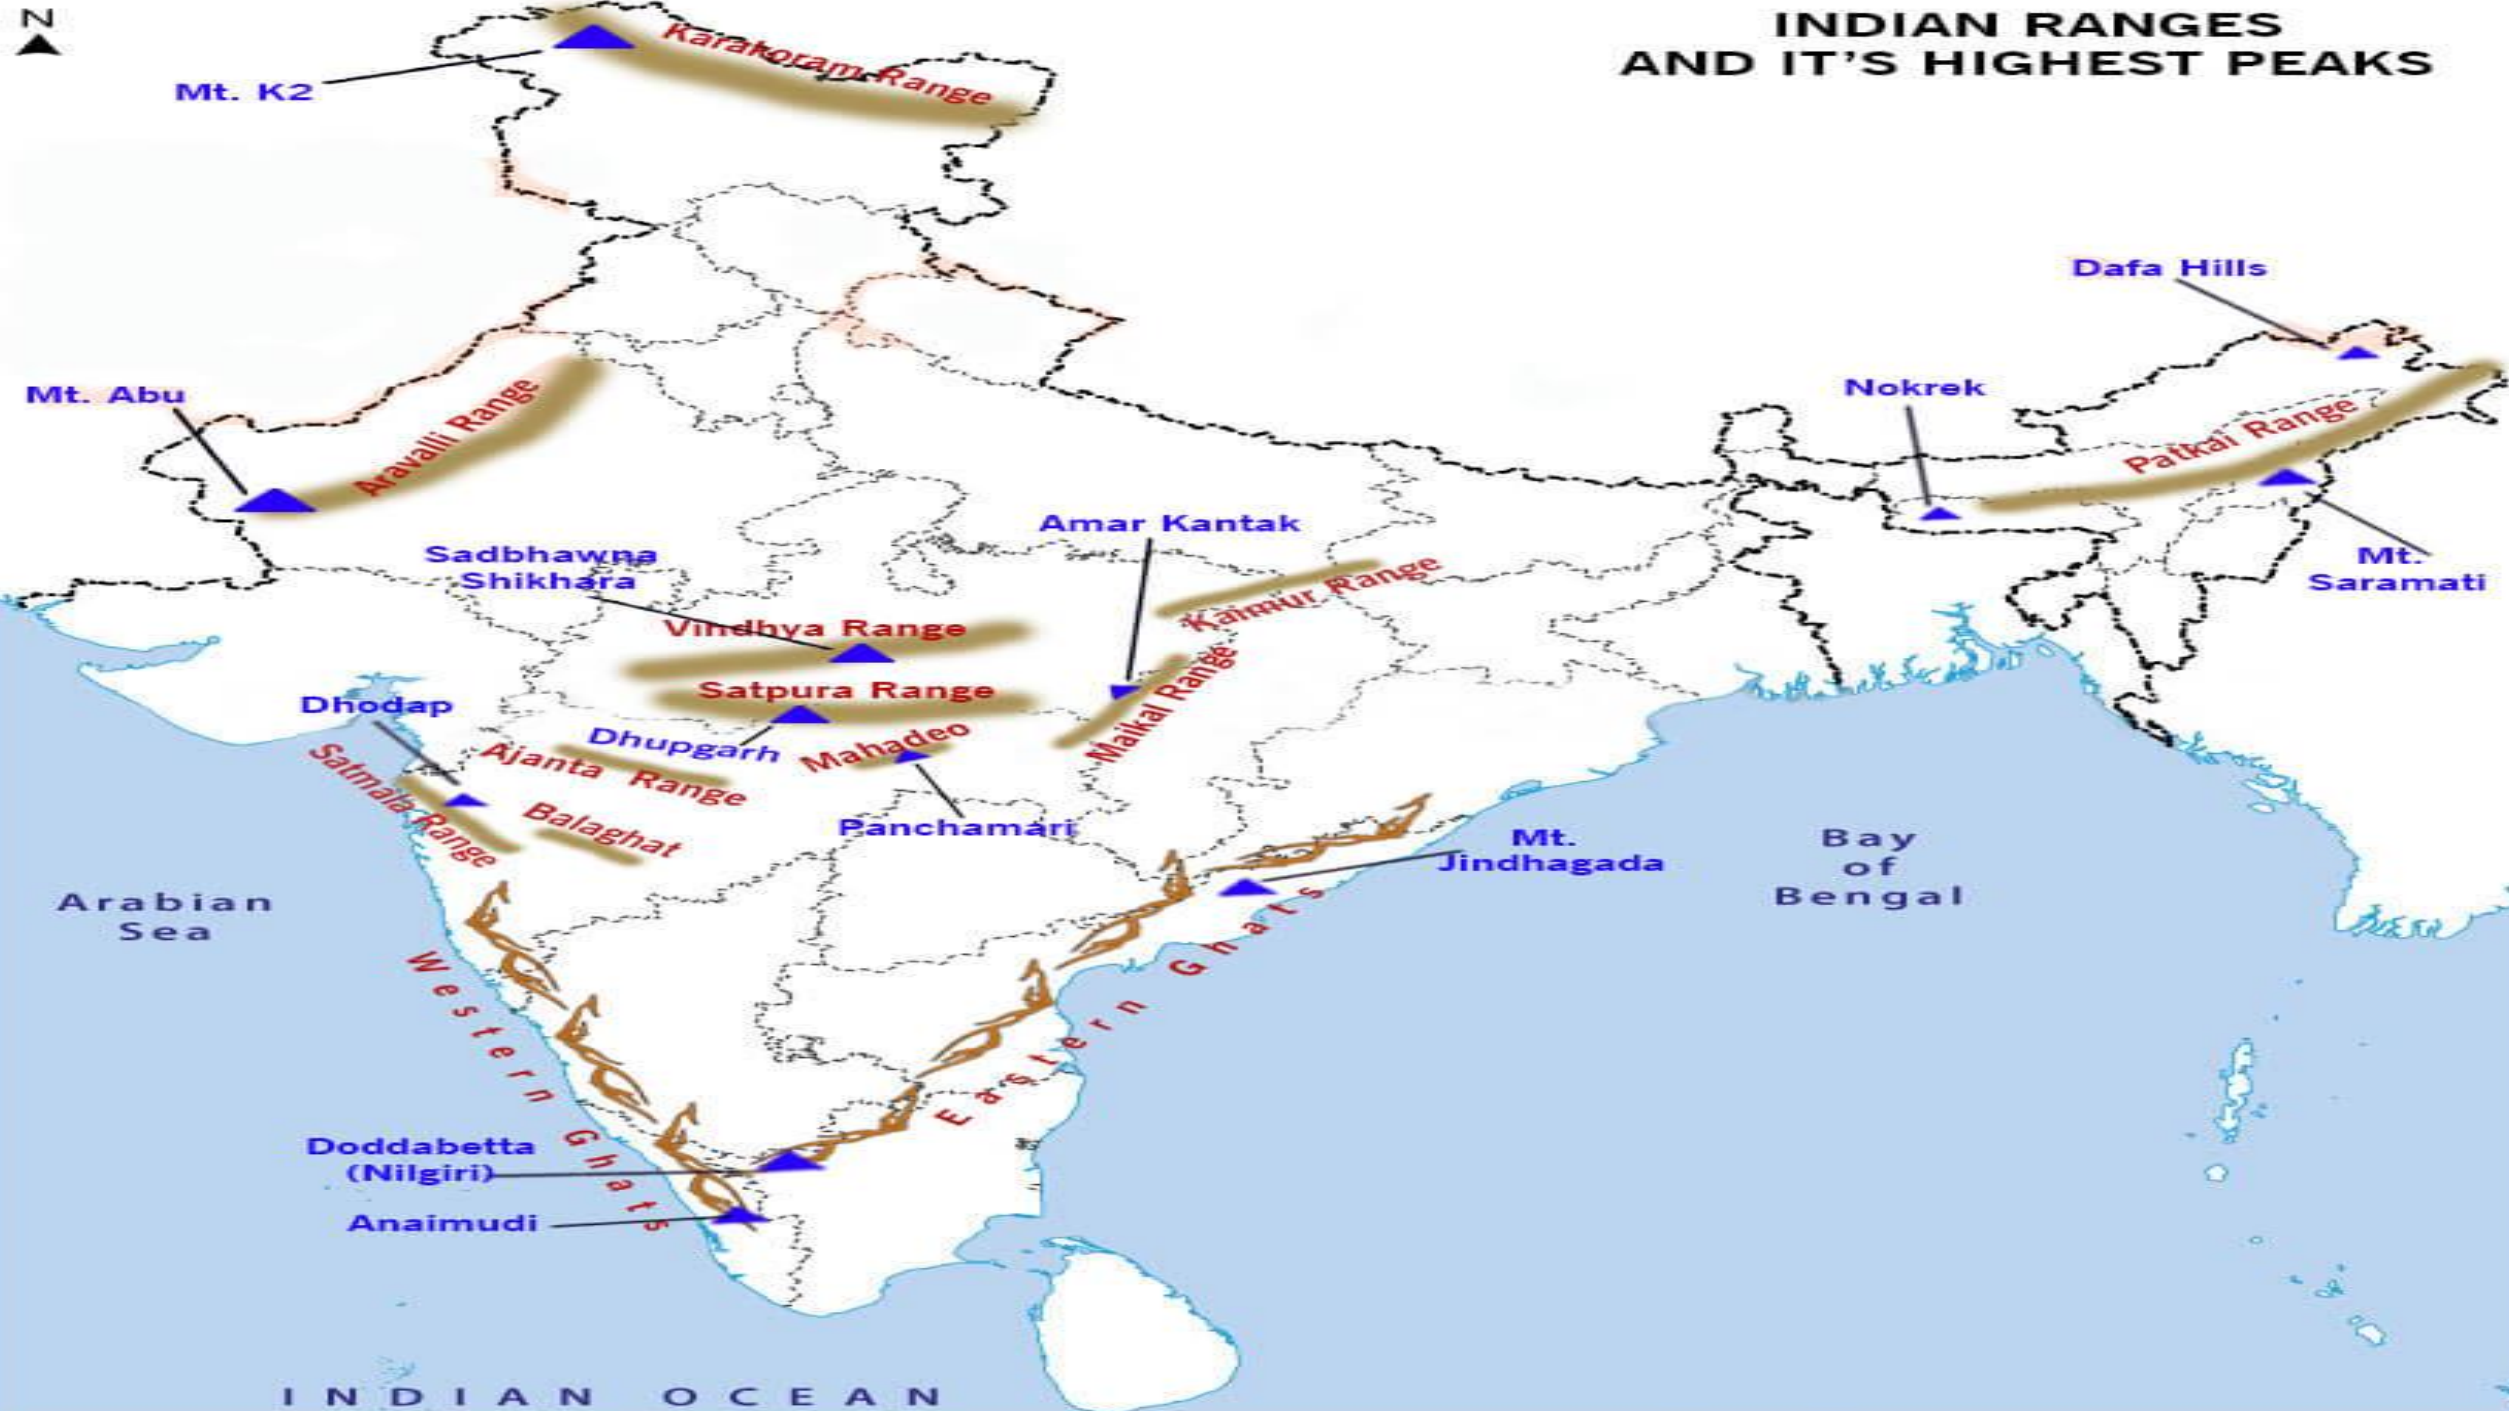 N
INDIAN RANGES
AND IT'S HIGHEST PEAKS
Karakoram Range
Mt. K2
Dafa Hills
Mt. Abu
Nokrek
Aravalli Range
Patkai Range
Amar Kantak
Sadbhawna
Shikhara
Mt.
Saramati
Kaimur Range
Vindhya Range
Satpura Range
Maikal Range
Dhodap
Dhupgarh
Mahadeo
Ajanta Range
Satmala Range
Balaghat
Panchamari
Mt.
Jindhagada
Bay
of
Bengal
Arabian
Sea
Western Ghats
Eastern Ghats
Doddabetta
(Nilgiri)
Anaimudi
INDIAN OCEAN